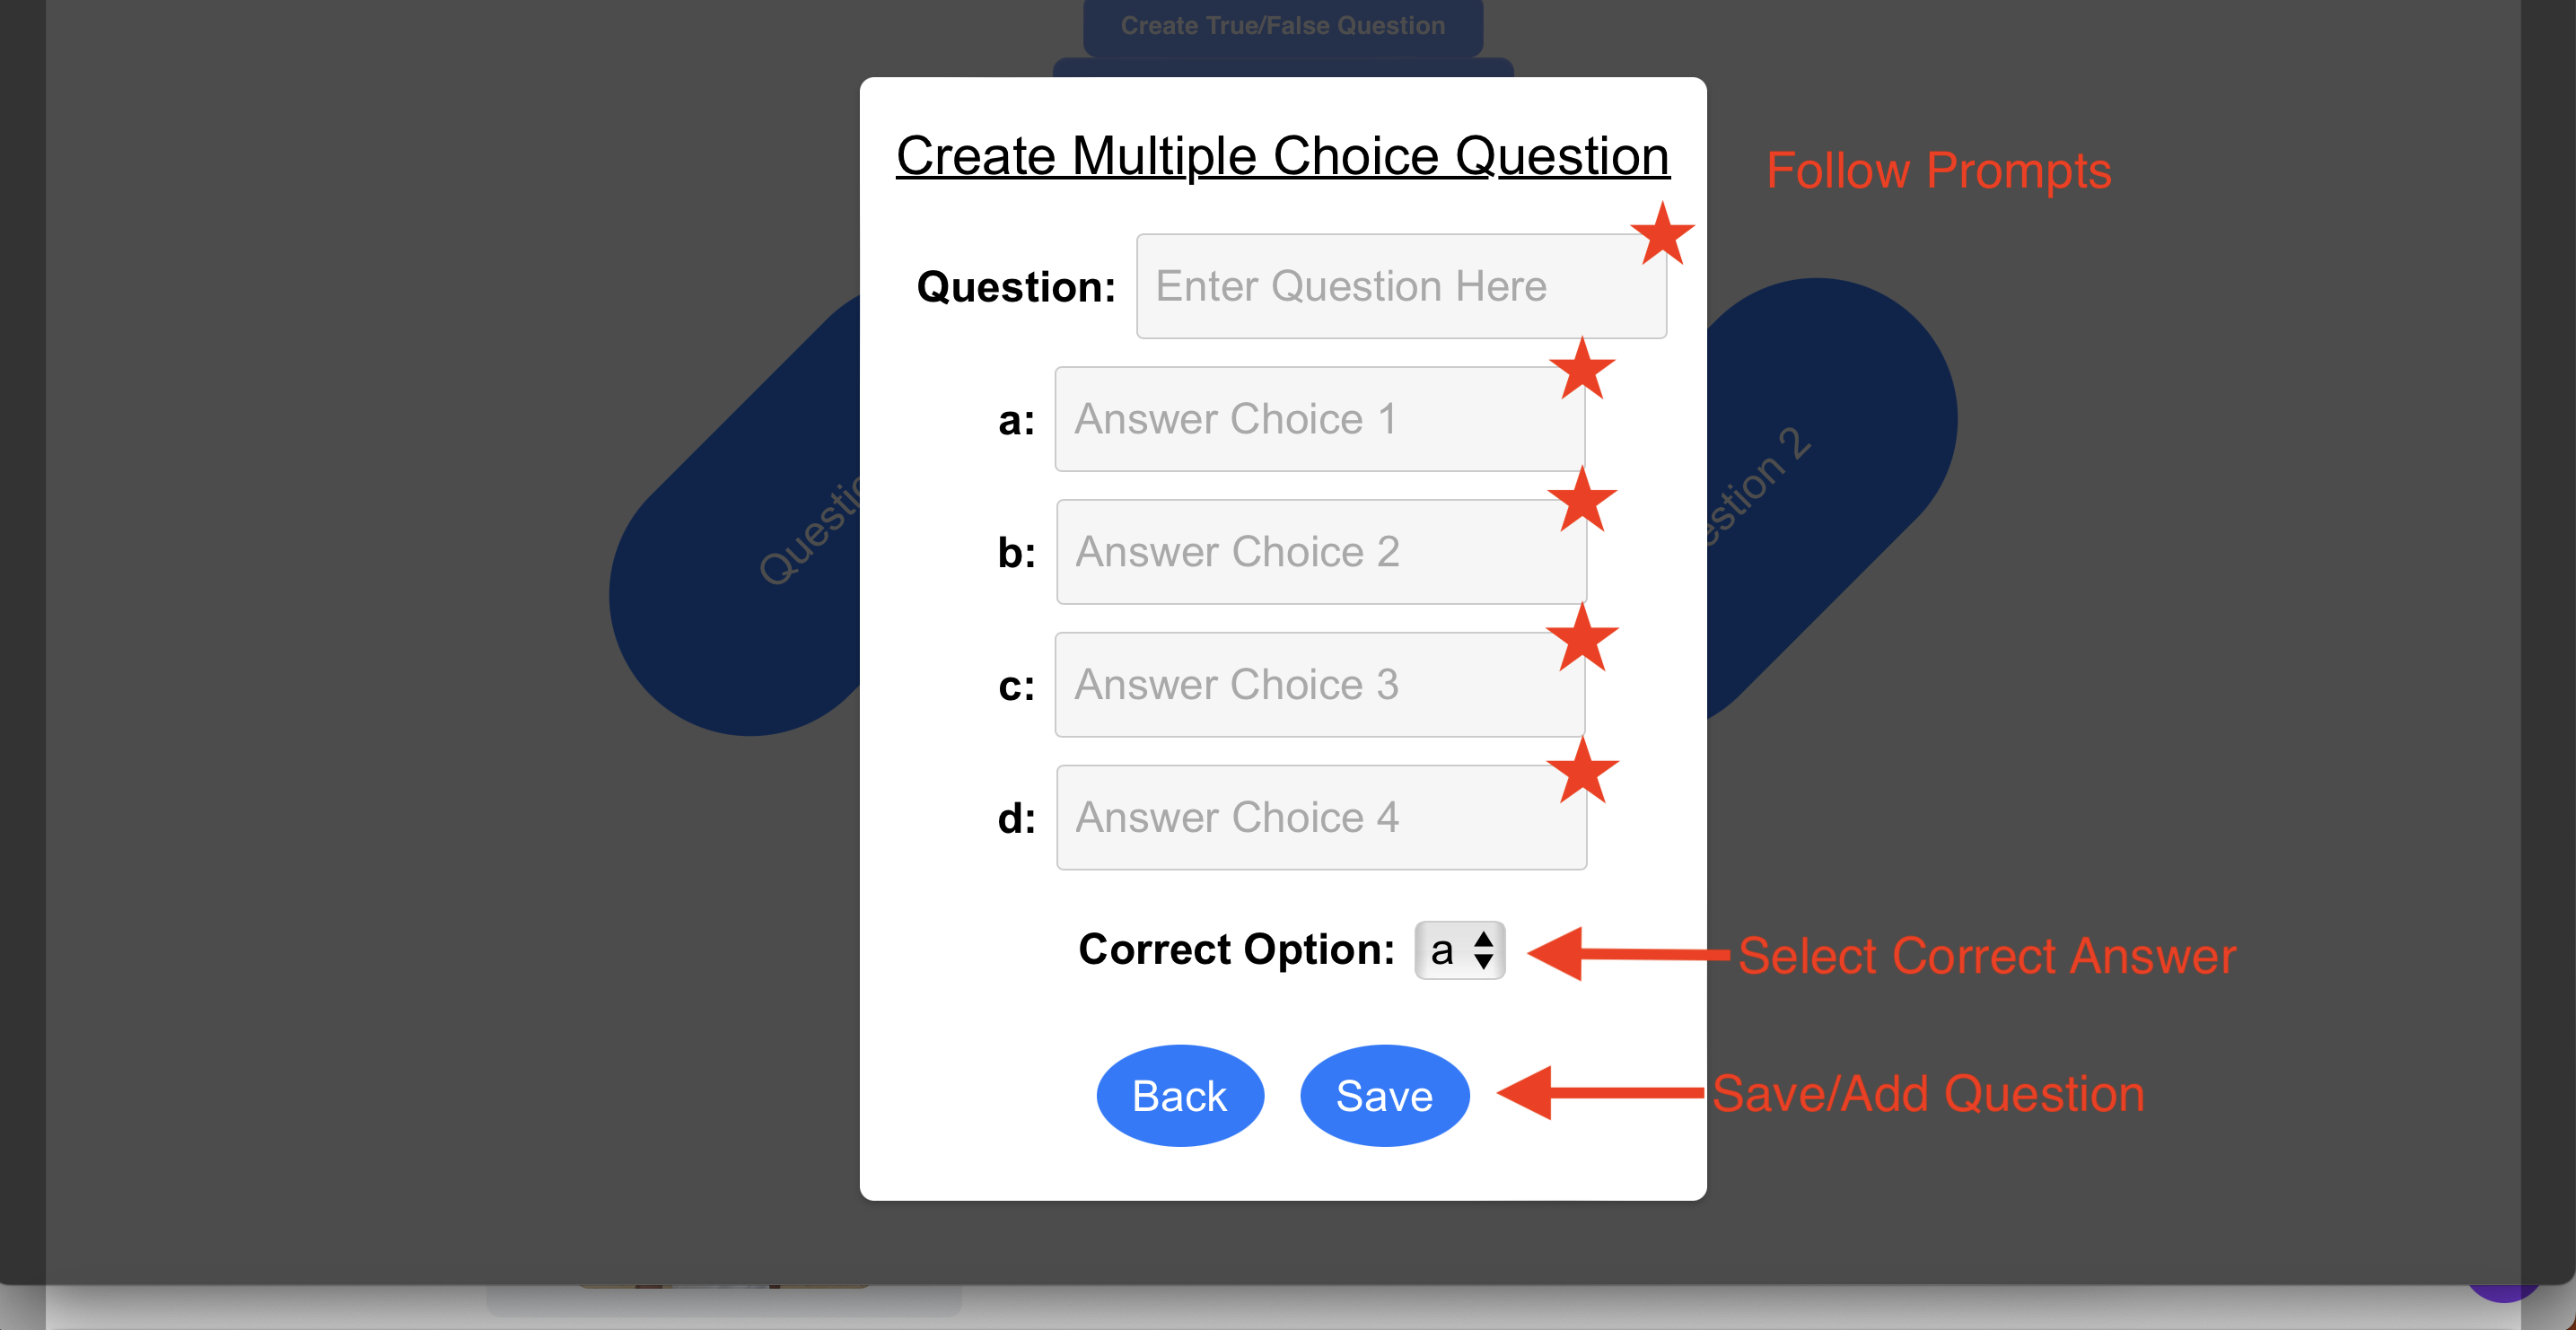 Create True/False Question
Create Multiple Choice Question
Follow Prompts
Question: Enter Question Here
a: Answer Choice 1
b: Answer Choice 2
c: Answer Choice 3
d: Answer Choice 4
Questio
estion 2
Correct Option: a
Select Correct Answer
Back Save
Save/Add Question